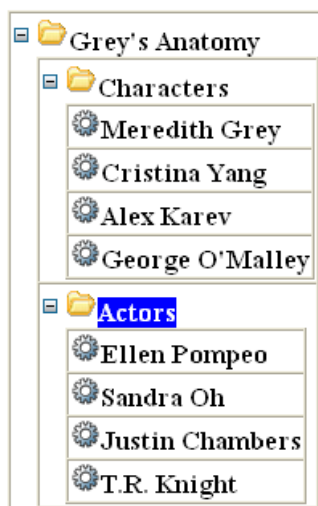 Grey's Anatomy
Characters
Meredith Grey
Cristina Yang
Alex Karev
George O'Malley
Actors
Ellen Pompeo
Sandra Oh
Justin Chambers
T.R. Knight